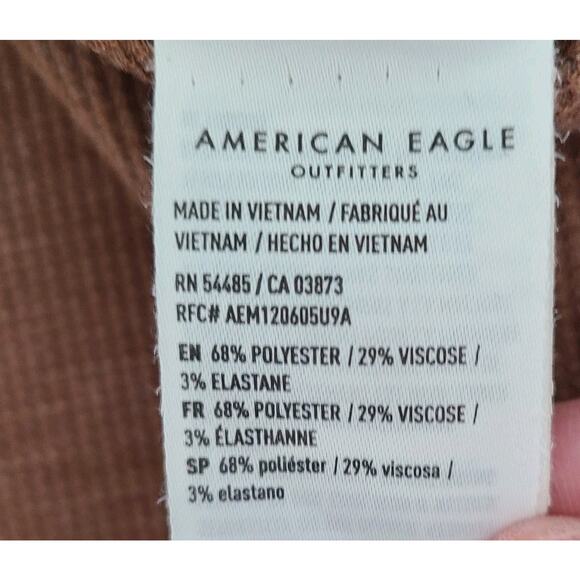 AMERICAN EAGLE
OUTFITTERS
MADE IN VIETNAM / FABRIQUÉ AU
VIETNAM / HECHO EN VIETNAM
RN 54485 / CA 03873
RFC# AEM120605U9A
EN 68% POLYESTER / 29% VISCOSE /
3% ELASTANE
FR 68% POLYESTER / 29% VISCOSE /
3% ÉLASTHANNE
SP 68% poliéster / 29% viscosa /
3% elastano